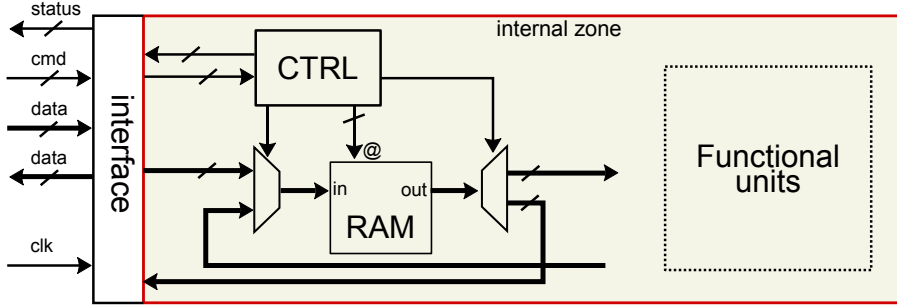 status
internal zone
cmd
CTRL
data
interface
@
data
in
out
RAM
Functional
units
clk